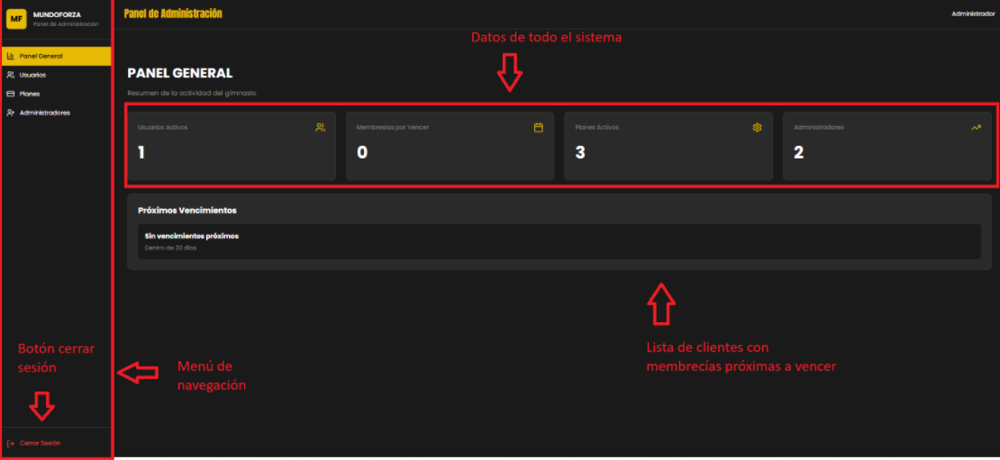 MF
MUNDOFORZA
Panel de Administración
Panel General
Usuarios
Planes
Administradores
Botón cerrar
sesión
Cerrar Sesión
Menú de
navegación
Panel de Administración
Administrador
Datos de todo el sistema
PANEL GENERAL
Resumen de la actividad del gimnasio
Usuarios Activos
1
Membresías por Vencer
0
Planes Activos
3
Administradores
2
Próximos Vencimientos
Sin vencimientos próximos
Dentro de 30 días
Lista de clientes con
membrecías próximas a vencer